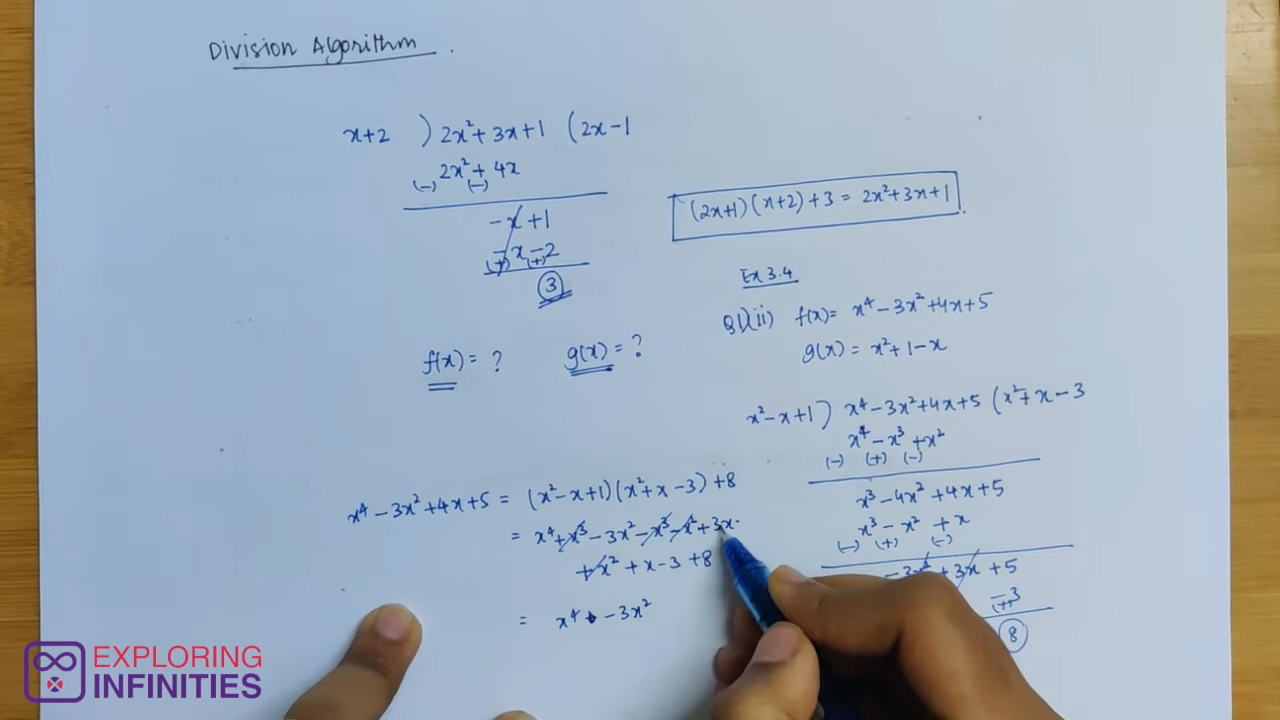 Division Algorithm.
x+2 ) 2x²+3x+1 (2x-1
2x²+4x
(-) (-)
-x+1
-x-2
(+) (+)
3
(2x+1)(x+2)+3 = 2x²+3x+1
f(x) = ? g(x) = ?
Ex 3.4
Q1)(ii) f(x) = x⁴-3x²+4x+5
g(x) = x²+1-x
x²-x+1) x⁴-3x²+4x+5 (x²+x-3
x⁴-x³+x²
(-) (+) (-)
x³-4x²+4x+5
x³-x²+x
(-) (+) (-)
-3x²+3x+5
-3
(+)
8
x⁴-3x²+4x+5 = (x²-x+1)(x²+x-3)+8
= x⁴+x³-3x²-x³-x²+3x
+x²+x-3+8
= x⁴ -3x²
EXPLORING
INFINITIES